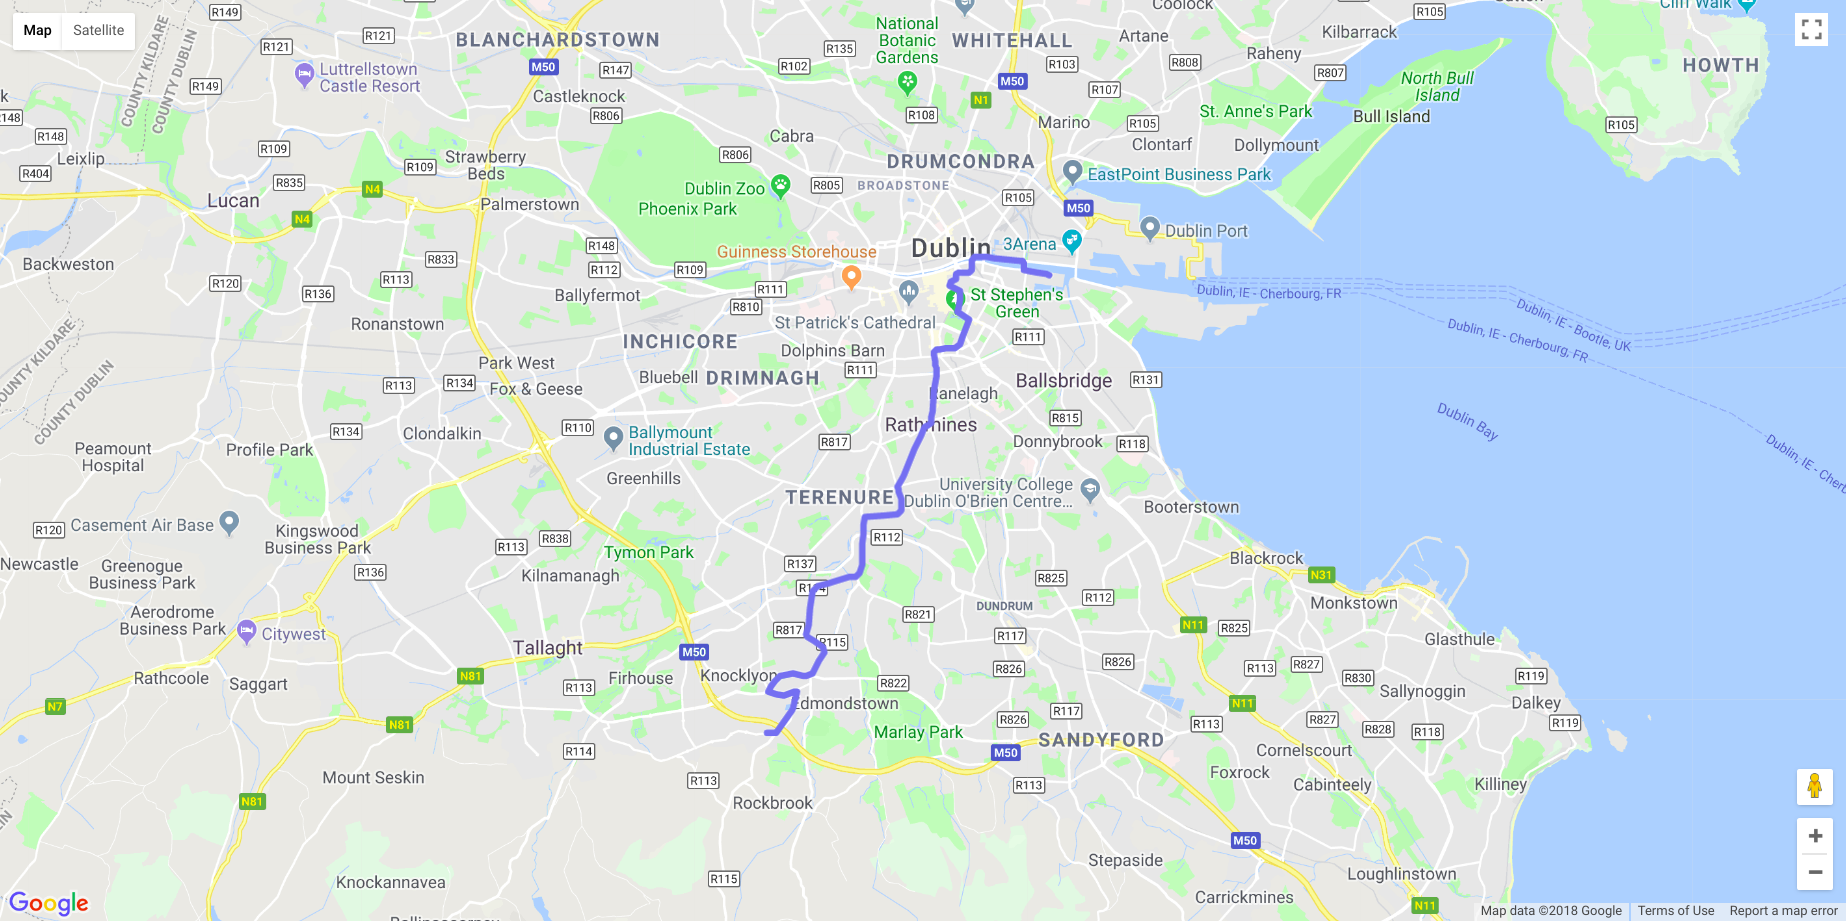 Map
Satellite
R149
R121
R121
BLANCHARDSTOWN
M50
R147
R135
National
Botanic
Gardens
WHITEHALL
Coolock
R105
Sutton
Cliff Walk
Kilbarrack
Artane
Raheny
HOWTH
COUNTY KILDARE
COUNTY DUBLIN
Luttrellstown
Castle Resort
R149
R102
M50
R103
R808
R807
North Bull
Island
Castleknock
R806
R108
N1
R107
St. Anne's Park
Bull Island
R148
R148
Leixlip
R109
R109
Strawberry
Beds
Cabra
R806
DRUMCONDRA
Marino
R105
Clontarf
Dollymount
R105
R404
R835
N4
Dublin Zoo
Phoenix Park
R805
BROADSTONE
R105
EastPoint Business Park
Lucan
N4
Palmerstown
M50
Dublin Port
Guinness Storehouse
Dublin
3Arena
R148
R112
R109
Backweston
R833
R113
R120
R136
Ballyfermot
R111
R810
St Patrick's Cathedral
St Stephen's
Green
Dublin, IE - Cherbourg, FR
Dublin, IE - Bootle, UK
Dublin, IE - Cherbourg, FR
Ronanstown
INCHICORE
Dolphins Barn
R111
R111
COUNTY KILDARE
COUNTY DUBLIN
Park West
Fox & Geese
Bluebell
DRIMNAGH
Ballsbridge
R131
R113
R134
Ranelagh
Dublin Bay
R134
Clondalkin
R110
Ballymount
Industrial Estate
R817
Rathmines
R815
Donnybrook
R118
Dublin, IE - Cherbourg
Peamount
Hospital
Profile Park
Greenhills
TERENURE
University College
Dublin O'Brien Centre...
Booterstown
R120
Casement Air Base
Kingswood
Business Park
R113
R838
Tymon Park
R112
Newcastle
Greenogue
Business Park
R136
Kilnamanagh
R137
R114
R825
Blackrock
N31
Monkstown
Aerodrome
Business Park
Citywest
R817
R115
R821
DUNDRUM
R112
R117
N11
R825
Glasthule
Tallaght
M50
R826
R826
R113
R827
R830
R119
Rathcoole
Saggart
N81
Firhouse
Knocklyon
R822
Sallynoggin
Dalkey
N7
N81
R113
Edmondstown
Marlay Park
R826
R117
R113
N11
R827
R828
R118
R119
SANDYFORD
M50
Cornelscourt
Mount Seskin
R114
R113
R113
Foxrock
Cabinteely
Killiney
N81
Rockbrook
M50
Stepaside
Knockannavea
R115
Loughlinstown
Carrickmines
N11
Google
Map data ©2018 Google
Terms of Use
Report a map error